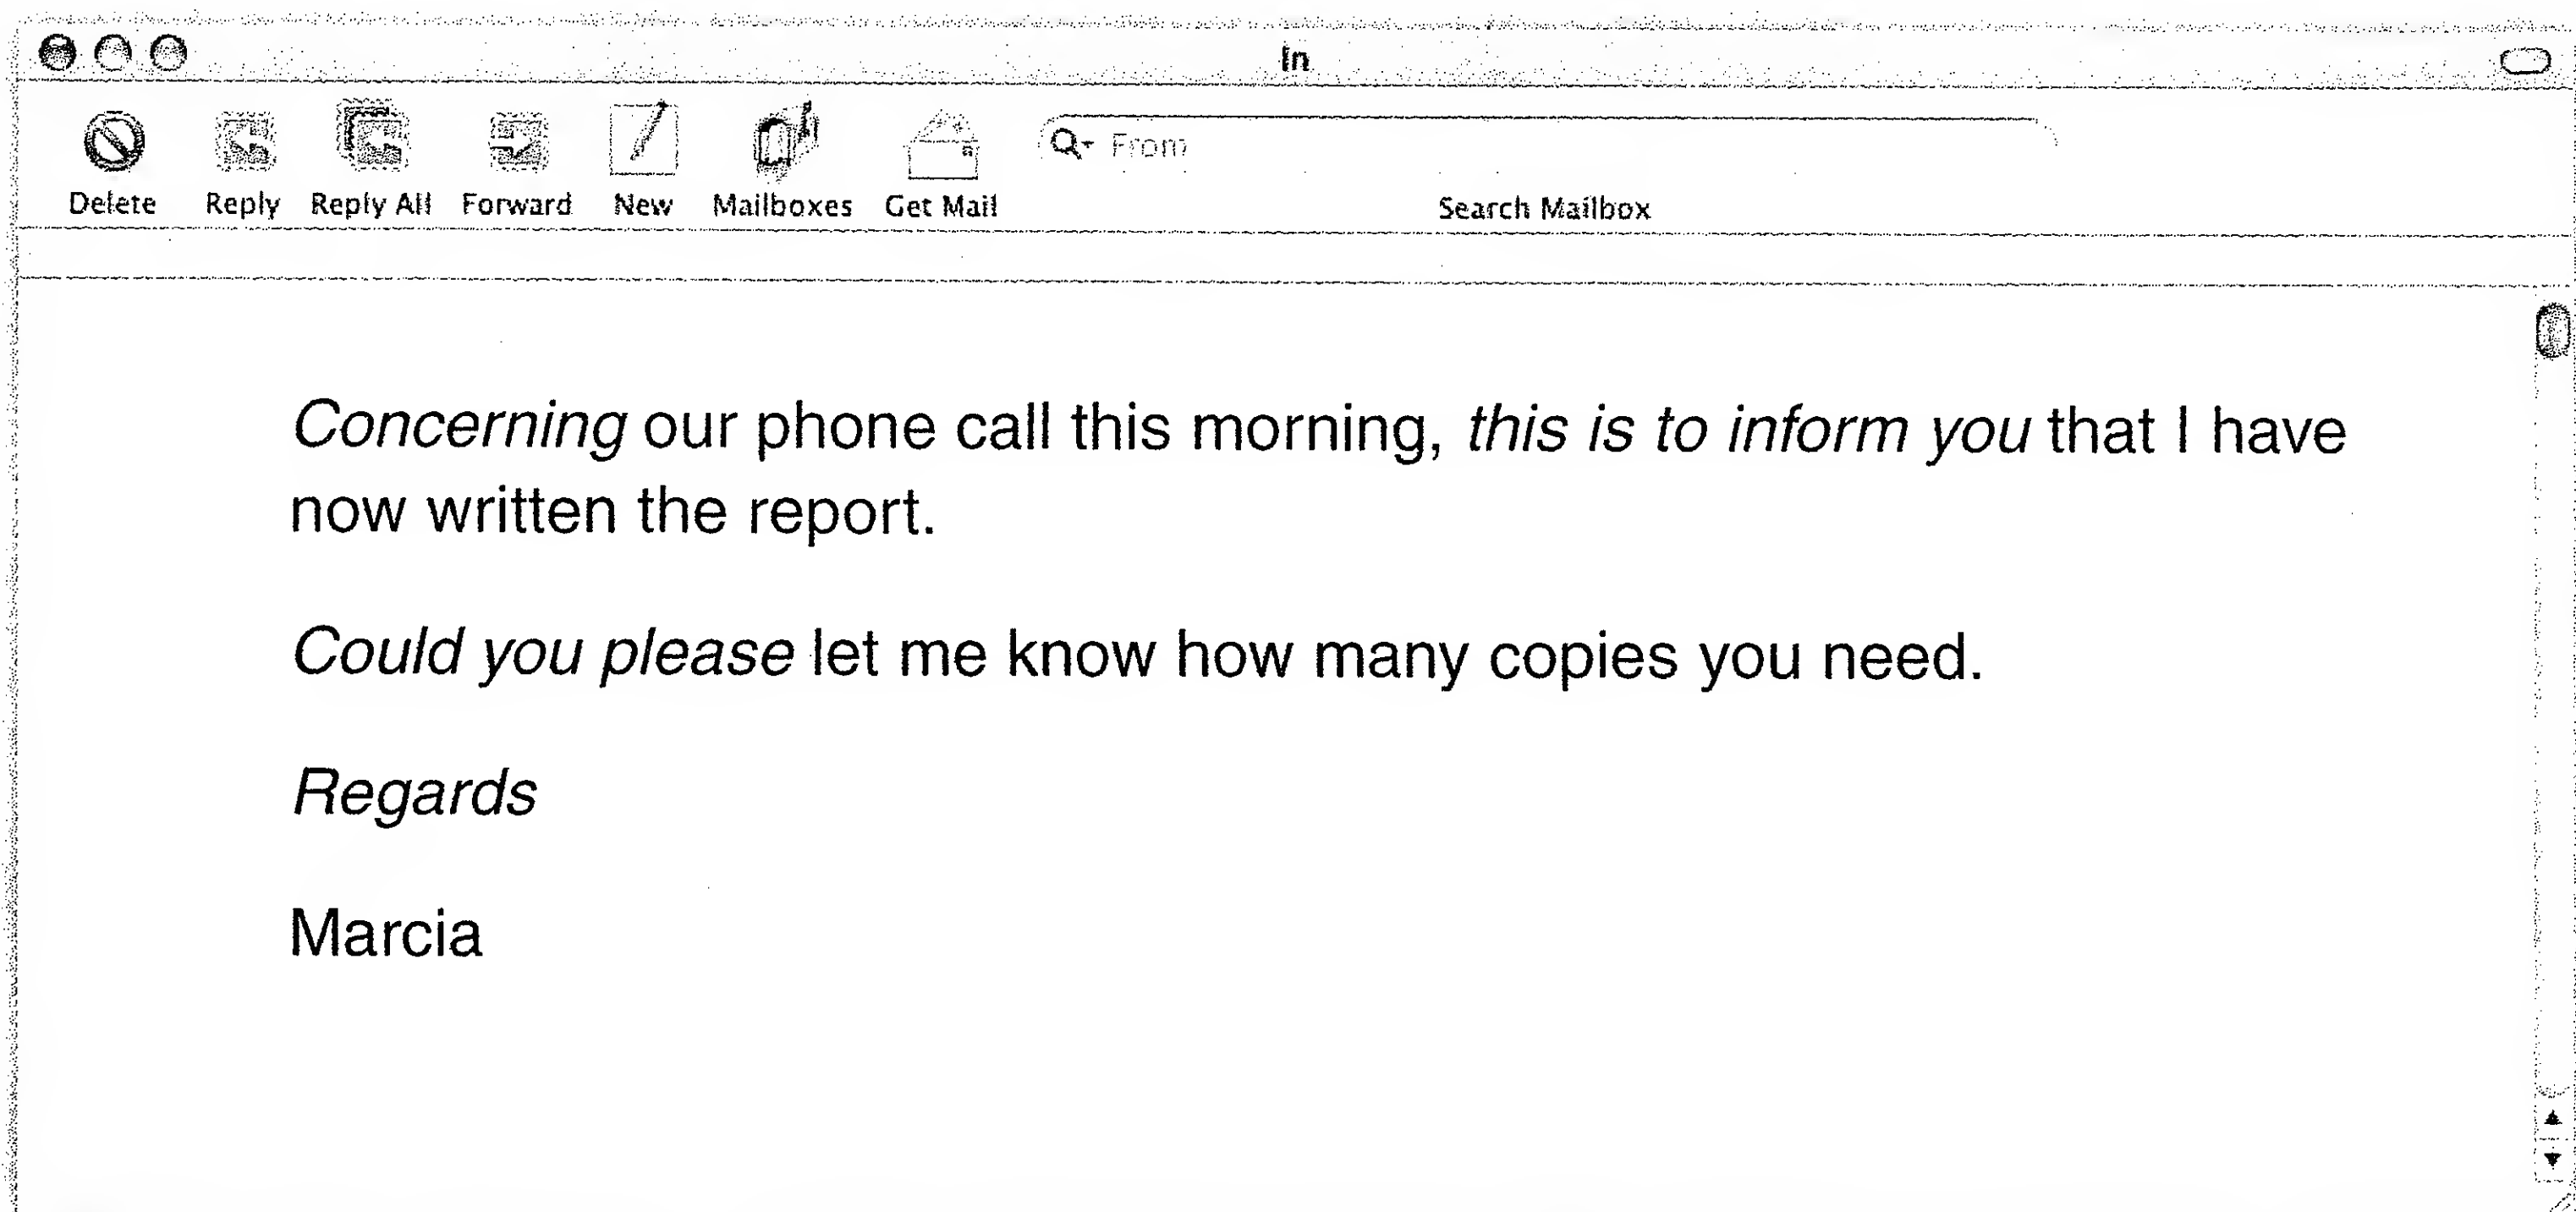 In
From
Delete Reply Reply All Forward New Mailboxes Get Mail Search Mailbox
Concerning our phone call this morning, this is to inform you that I have
now written the report.
Could you please let me know how many copies you need.
Regards
Marcia